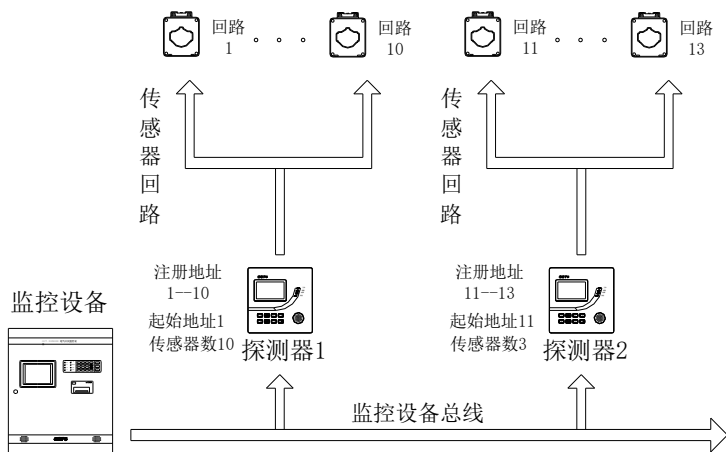 回路
1
回路
10
回路
11
回路
13
传感器回路
传感器回路
注册地址
1--10
起始地址1
传感器数10
探测器1
注册地址
11--13
起始地址11
传感器数3
探测器2
监控设备
监控设备总线